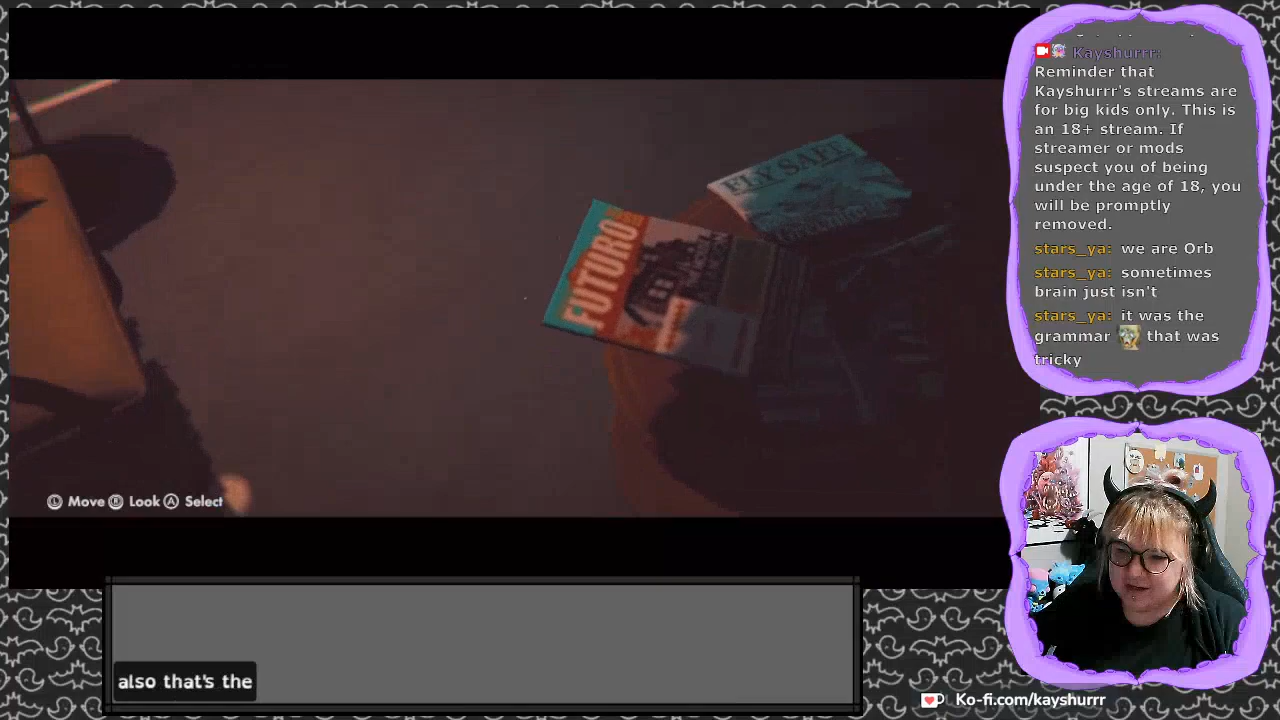 Kayshurrr:
Reminder that
Kayshurrr's streams are
for big kids only. This is
an 18+ stream. If
streamer or mods
suspect you of being
under the age of 18, you
will be promptly
removed.
stars_ya: we are Orb
stars_ya: sometimes
brain just isn't
stars_ya: it was the
grammar that was
tricky
FLY SAFE
FUTURO
L Move R Look A Select
also that's the
Ko-fi.com/kayshurrr